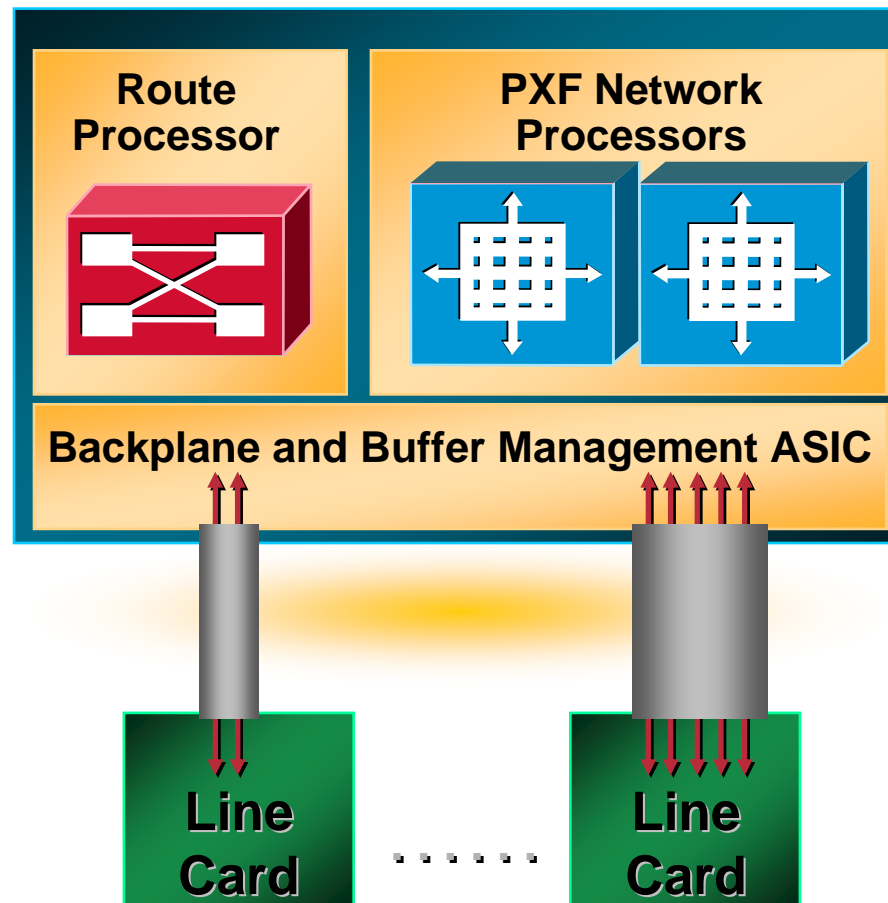 Route
Processor
PXF Network
Processors
Backplane and Buffer Management ASIC
Line
Card
......
Line
Card